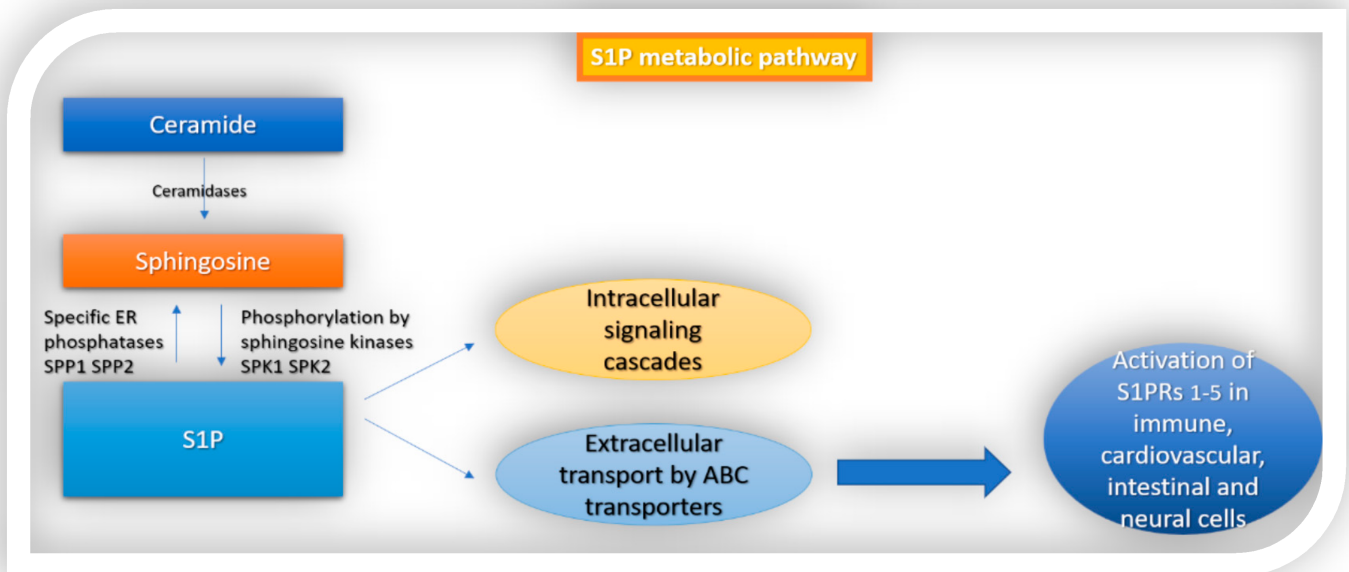 S1P metabolic pathway
Ceramide
Ceramidases
Sphingosine
Specific ER
phosphatases
SPP1 SPP2
Phosphorylation by
sphingosine kinases
SPK1 SPK2
S1P
Intracellular
signaling
cascades
Extracellular
transport by ABC
transporters
Activation of
S1PRs 1-5 in
immune,
cardiovascular,
intestinal and
neural cells